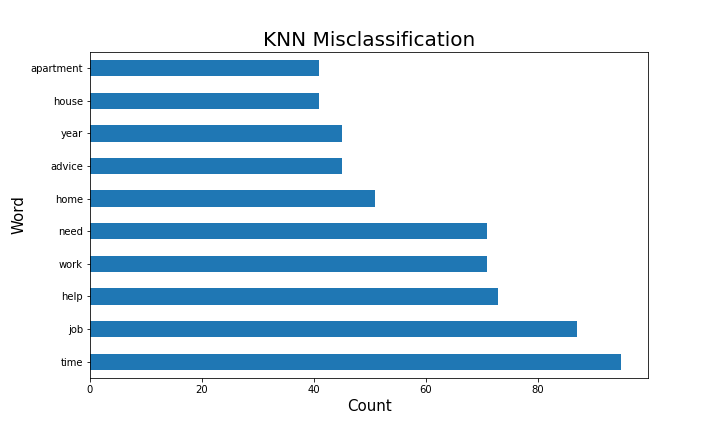 KNN Misclassification
apartment
house
year
advice
home
need
work
help
job
time
Word
0 20 40 60 80
Count